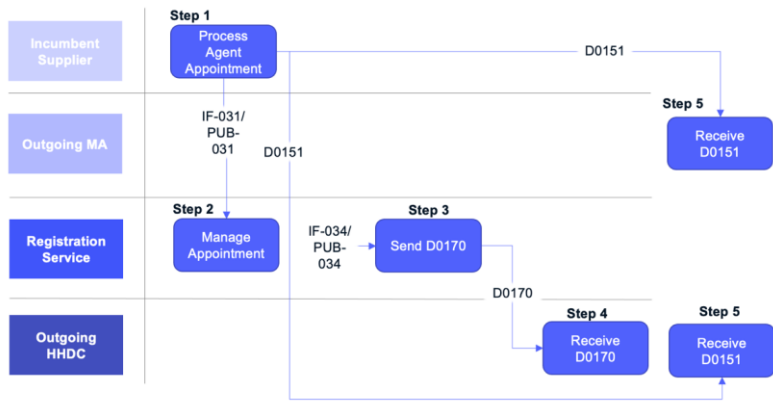 Step 1
Incumbent
Supplier
Process
Agent
Appointment
D0151
IF-031/
PUB-
031
D0151
Step 5
Outgoing MA
Receive
D0151
Step 2
Step 3
Registration
Service
Manage
Appointment
IF-034/
PUB-
034
Send D0170
D0170
Step 4
Step 5
Outgoing
HHDC
Receive
D0170
Receive
D0151